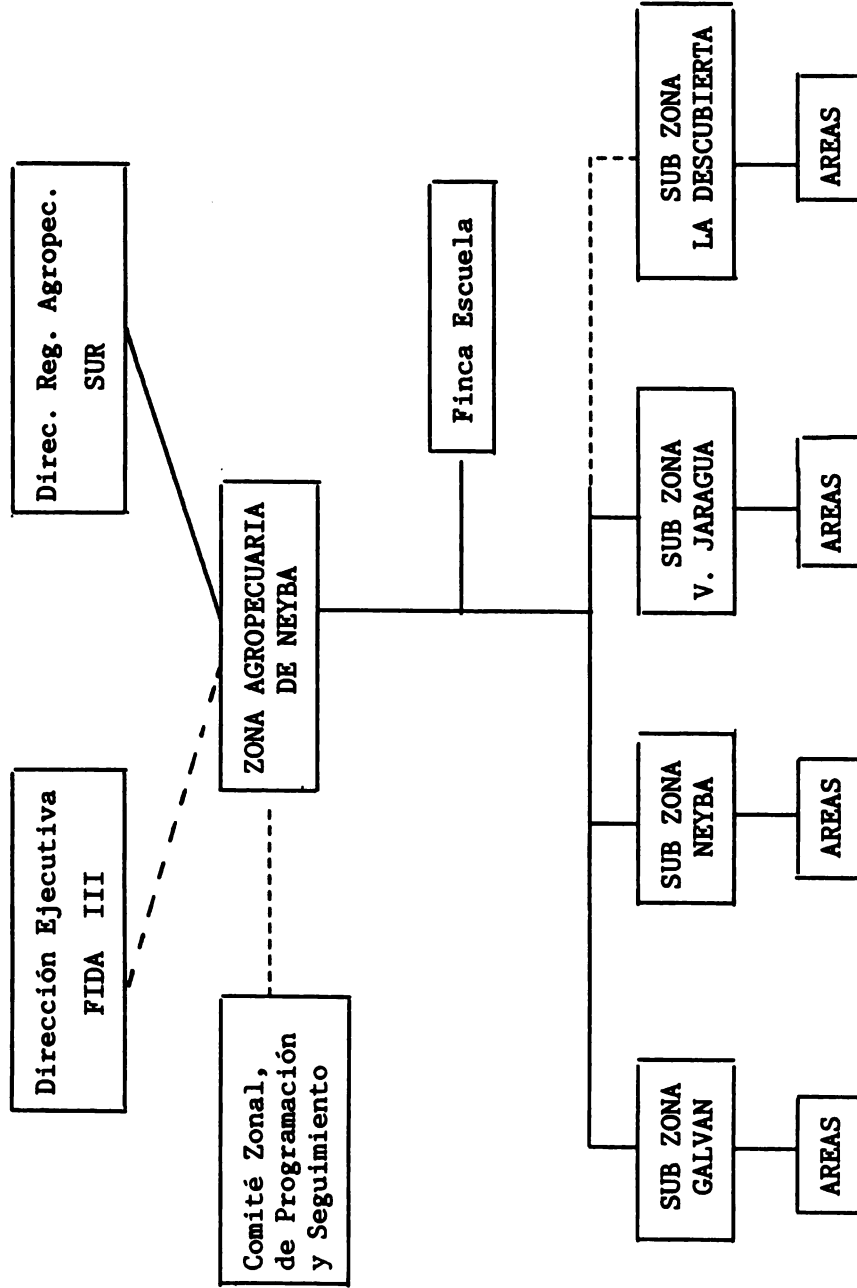 Dirección Ejecutiva
FIDA III
Direc. Reg. Agropec.
SUR
ZONA AGROPECUARIA
DE NEYBA
Comité Zonal,
de Programación
y Seguimiento
Finca Escuela
SUB ZONA
GALVAN
SUB ZONA
NEYBA
SUB ZONA
V. JARAGUA
SUB ZONA
LA DESCUBIERTA
AREAS
AREAS
AREAS
AREAS